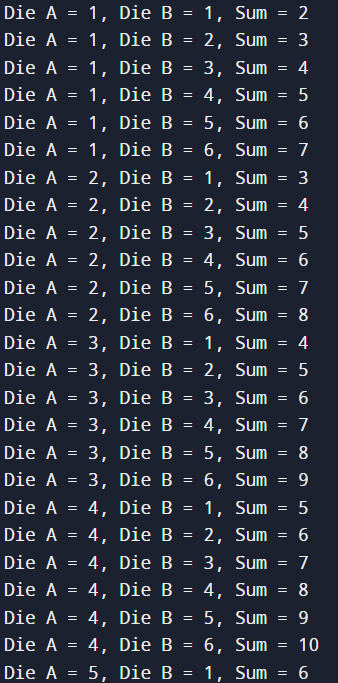 Die A = 1, Die B = 1, Sum = 2
Die A = 1, Die B = 2, Sum = 3
Die A = 1, Die B = 3, Sum = 4
Die A = 1, Die B = 4, Sum = 5
Die A = 1, Die B = 5, Sum = 6
Die A = 1, Die B = 6, Sum = 7
Die A = 2, Die B = 1, Sum = 3
Die A = 2, Die B = 2, Sum = 4
Die A = 2, Die B = 3, Sum = 5
Die A = 2, Die B = 4, Sum = 6
Die A = 2, Die B = 5, Sum = 7
Die A = 2, Die B = 6, Sum = 8
Die A = 3, Die B = 1, Sum = 4
Die A = 3, Die B = 2, Sum = 5
Die A = 3, Die B = 3, Sum = 6
Die A = 3, Die B = 4, Sum = 7
Die A = 3, Die B = 5, Sum = 8
Die A = 3, Die B = 6, Sum = 9
Die A = 4, Die B = 1, Sum = 5
Die A = 4, Die B = 2, Sum = 6
Die A = 4, Die B = 3, Sum = 7
Die A = 4, Die B = 4, Sum = 8
Die A = 4, Die B = 5, Sum = 9
Die A = 4, Die B = 6, Sum = 10
Die A = 5, Die B = 1, Sum = 6